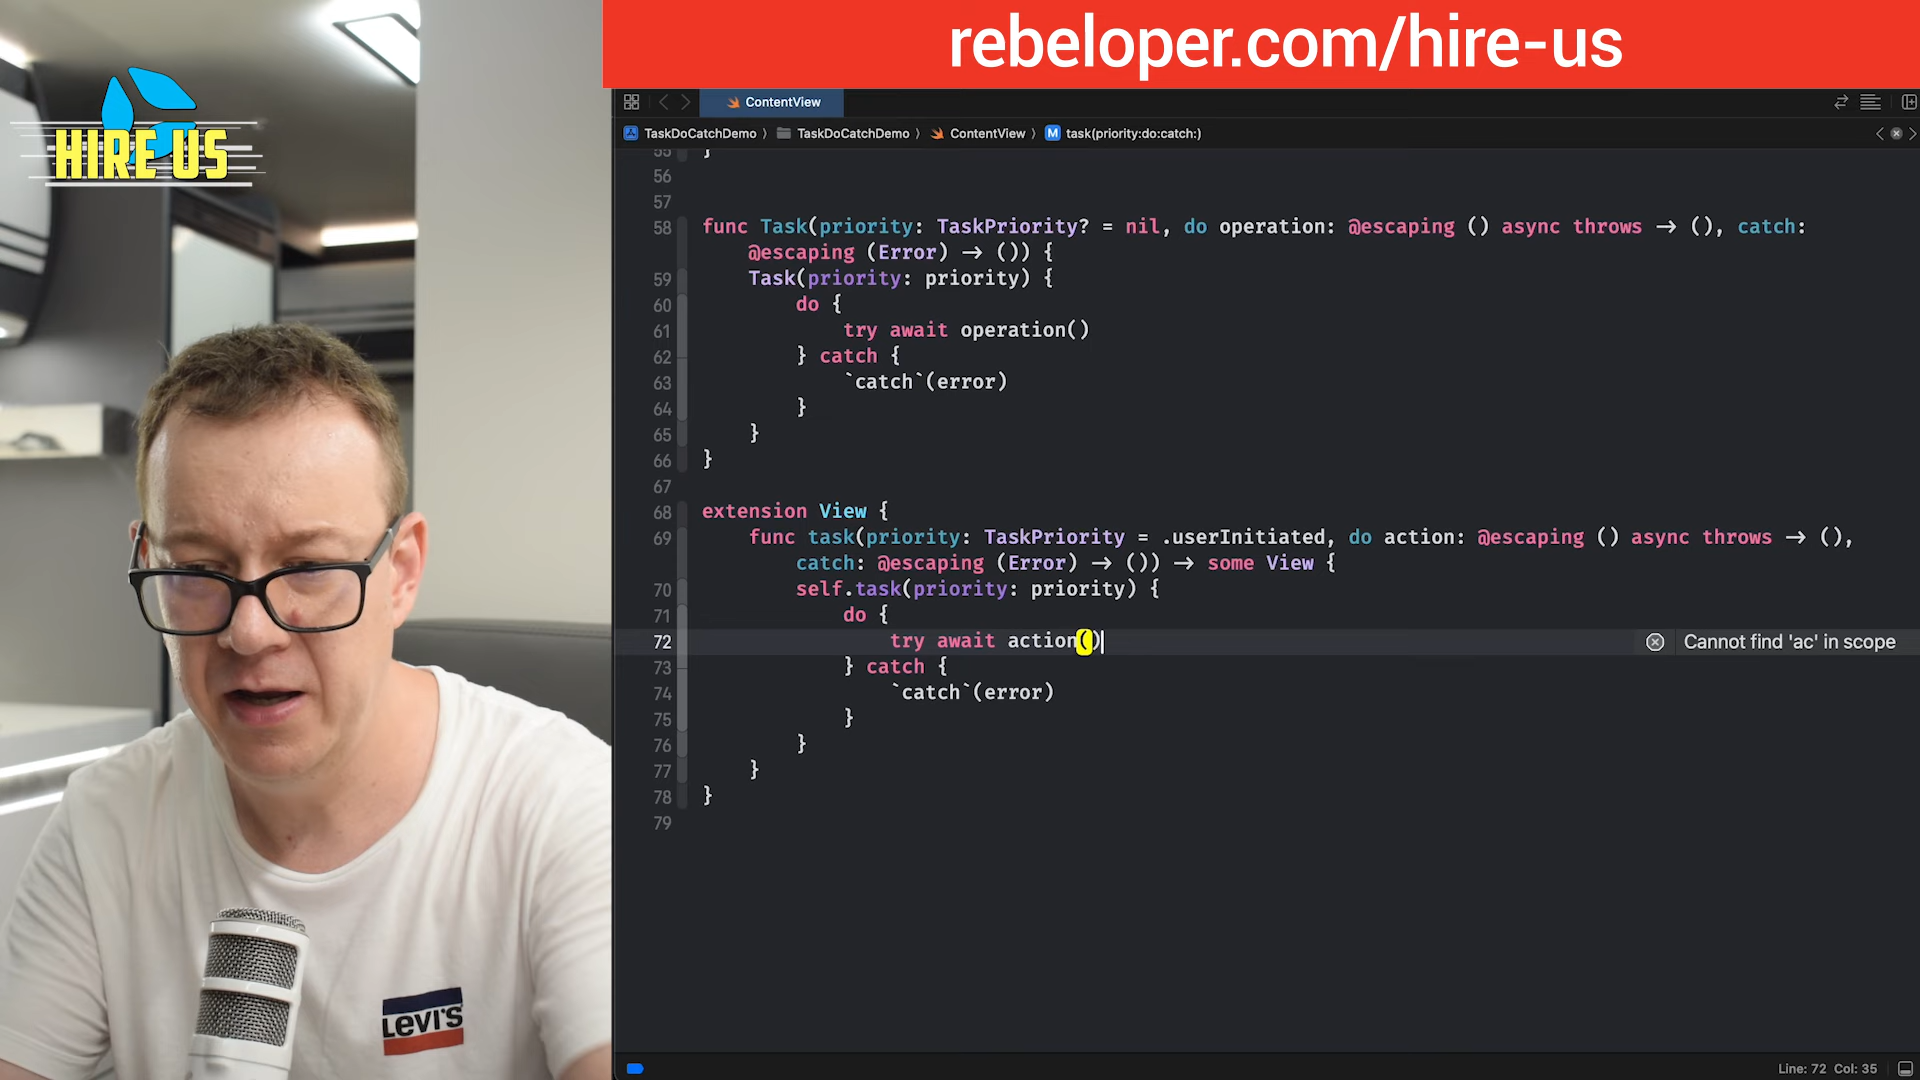 rebeloper.com/hire-us
HIRE US
ContentView
TaskDoCatchDemo 〉 TaskDoCatchDemo 〉 ContentView 〉 M task(priority:do:catch:)
55 }
56
57
58 func Task(priority: TaskPriority? = nil, do operation: @escaping () async throws -> (), catch:
@escaping (Error) -> ()) {
59 Task(priority: priority) {
60 do {
61 try await operation()
62 } catch {
63 `catch`(error)
64 }
65 }
66 }
67
68 extension View {
69 func task(priority: TaskPriority = .userInitiated, do action: @escaping () async throws -> (),
catch: @escaping (Error) -> ()) -> some View {
70 self.task(priority: priority) {
71 do {
72 try await action() Cannot find 'ac' in scope
73 } catch {
74 `catch`(error)
75 }
76 }
77 }
78 }
79
LEVI'S
Line: 72 Col: 35